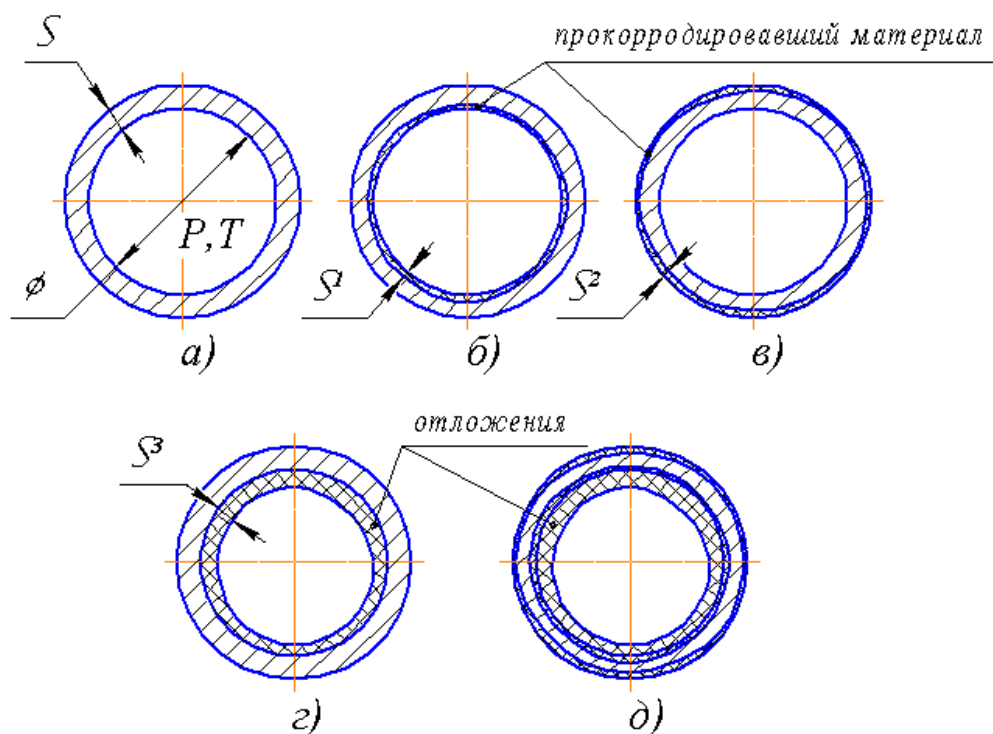 S
прокорродировавший материал
P, T
ø
S¹
S²
а)
б)
в)
отложения
S³
г)
д)